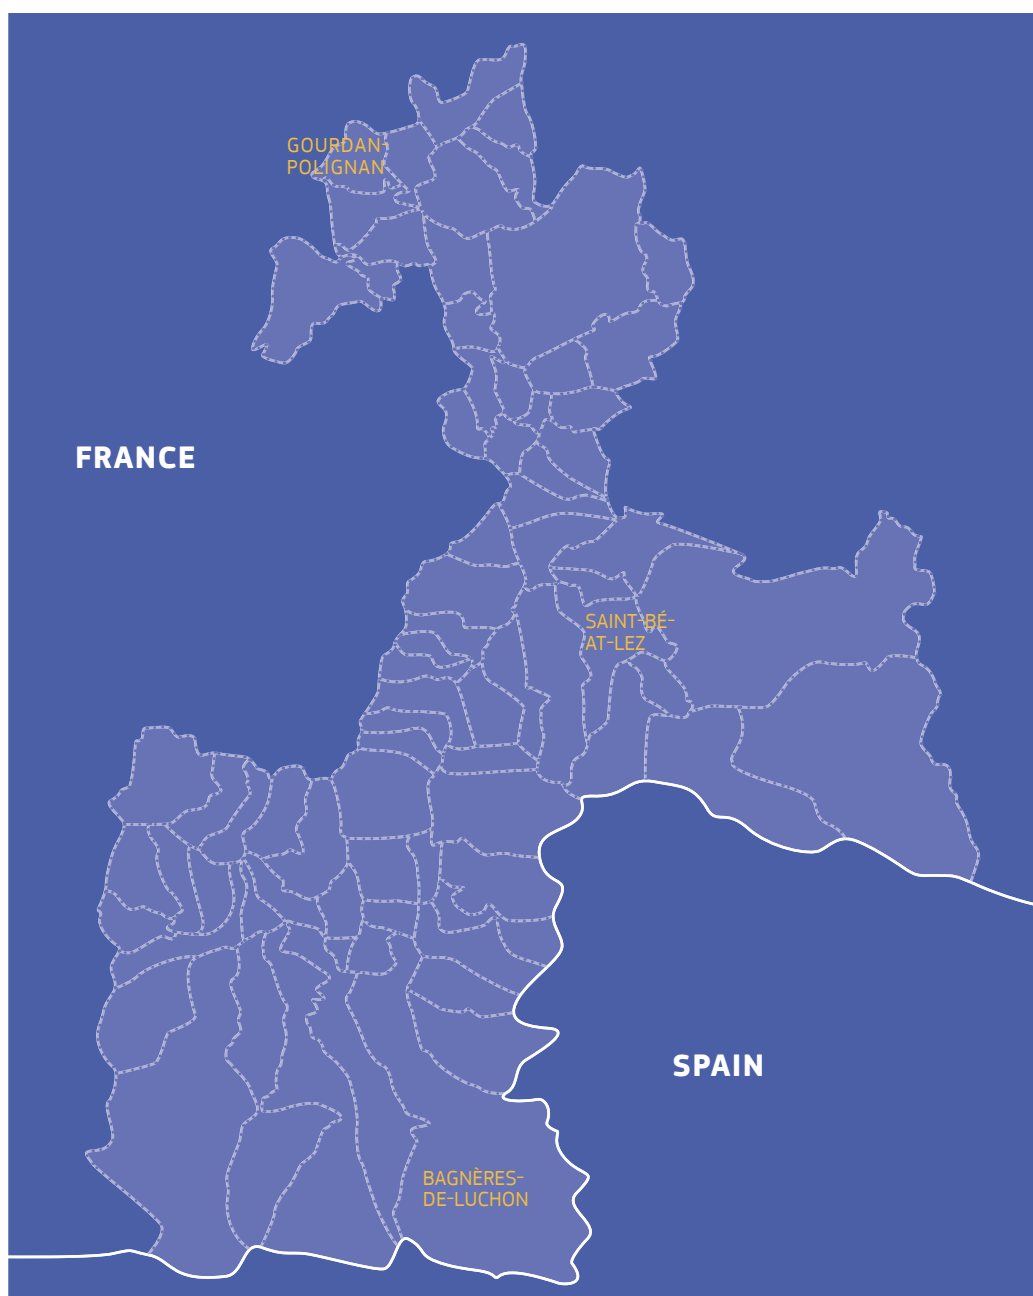 GOURDAN-
POLIGNAN
FRANCE
SAINT-BÉ-
AT-LEZ
SPAIN
BAGNÈRES-
DE-LUCHON